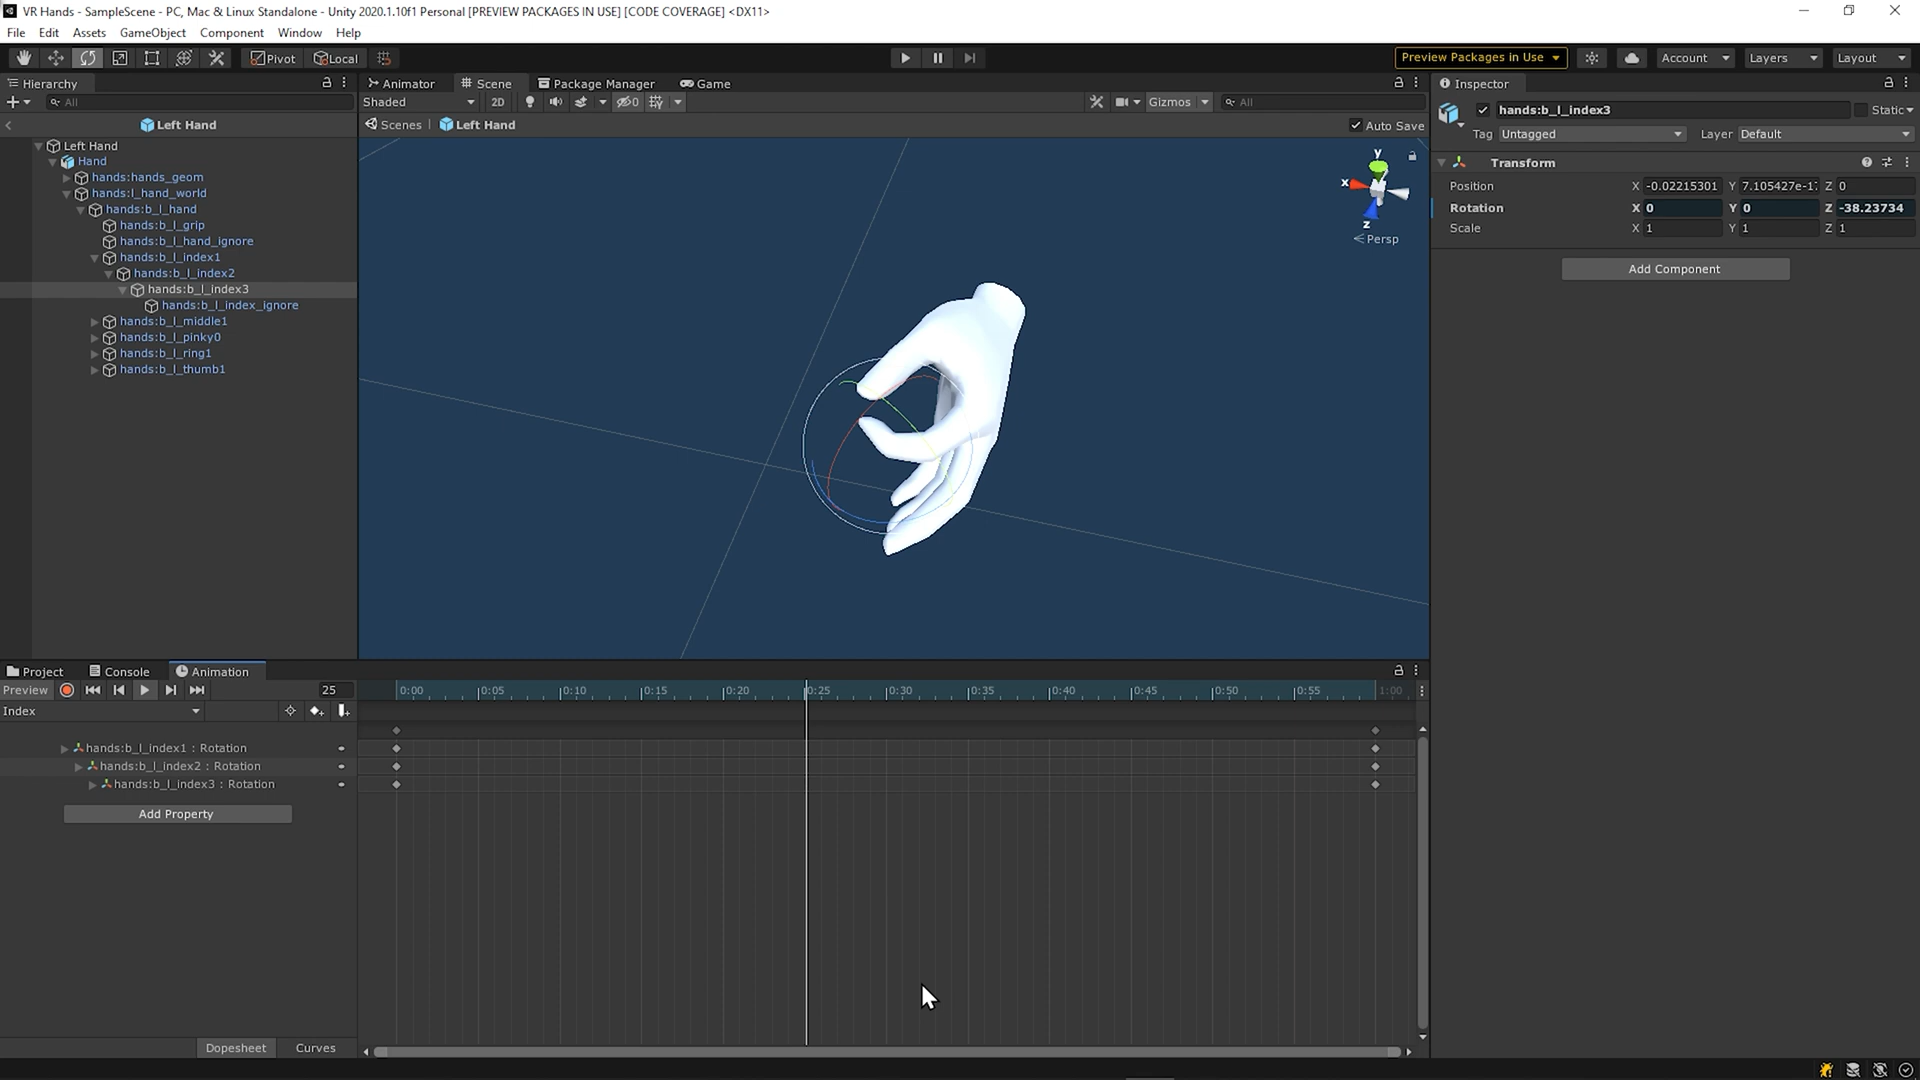 VR Hands - SampleScene - PC, Mac & Linux Standalone - Unity 2020.1.10f1 Personal [PREVIEW PACKAGES IN USE] [CODE COVERAGE] <DX11>
File Edit Assets GameObject Component Window Help
Pivot Local Preview Packages in Use Account Layers Layout
Hierarchy
All
Left Hand
Left Hand
Hand
hands:hands_geom
hands:l_hand_world
hands:b_l_hand
hands:b_l_grip
hands:b_l_hand_ignore
hands:b_l_index1
hands:b_l_index2
hands:b_l_index3
hands:b_l_index_ignore
hands:b_l_middle1
hands:b_l_pinky0
hands:b_l_ring1
hands:b_l_thumb1
Animator Scene Package Manager Game
Shaded 2D 0 Gizmos All
Scenes Left Hand Auto Save
y
x
z
Persp
Inspector
hands:b_l_index3 Static
Tag Untagged Layer Default
Transform
Position X -0.02215301 Y 7.105427e-1 Z 0
Rotation X 0 Y 0 Z -38.23734
Scale X 1 Y 1 Z 1
Add Component
Project Console Animation
Preview 25
0:00 0:05 0:10 0:15 0:20 0:25 0:30 0:35 0:40 0:45 0:50 0:55 1:00
Index
hands:b_l_index1 : Rotation
hands:b_l_index2 : Rotation
hands:b_l_index3 : Rotation
Add Property
Dopesheet Curves